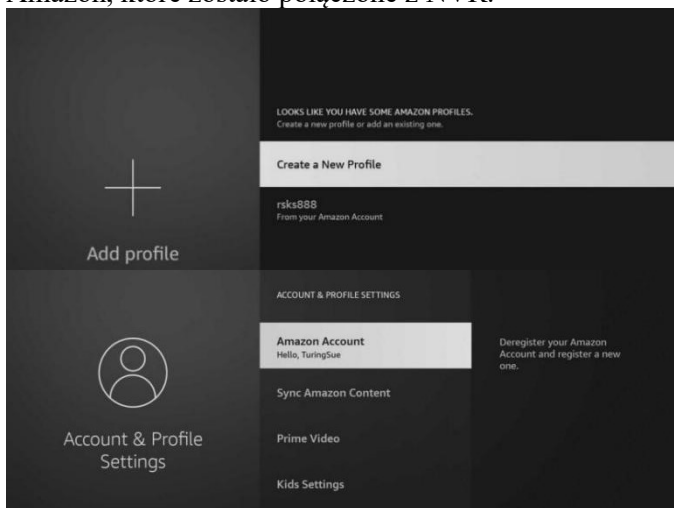 Amazon, które zostało połączone z NVR.
LOOKS LIKE YOU HAVE SOME AMAZON PROFILES.
Create a new profile or add an existing one.
Create a New Profile
rsks888
From your Amazon Account
Add profile
ACCOUNT & PROFILE SETTINGS
Amazon Account
Hello, TuringSue
Deregister your Amazon
Account and register a new
one.
Sync Amazon Content
Prime Video
Kids Settings
Account & Profile
Settings